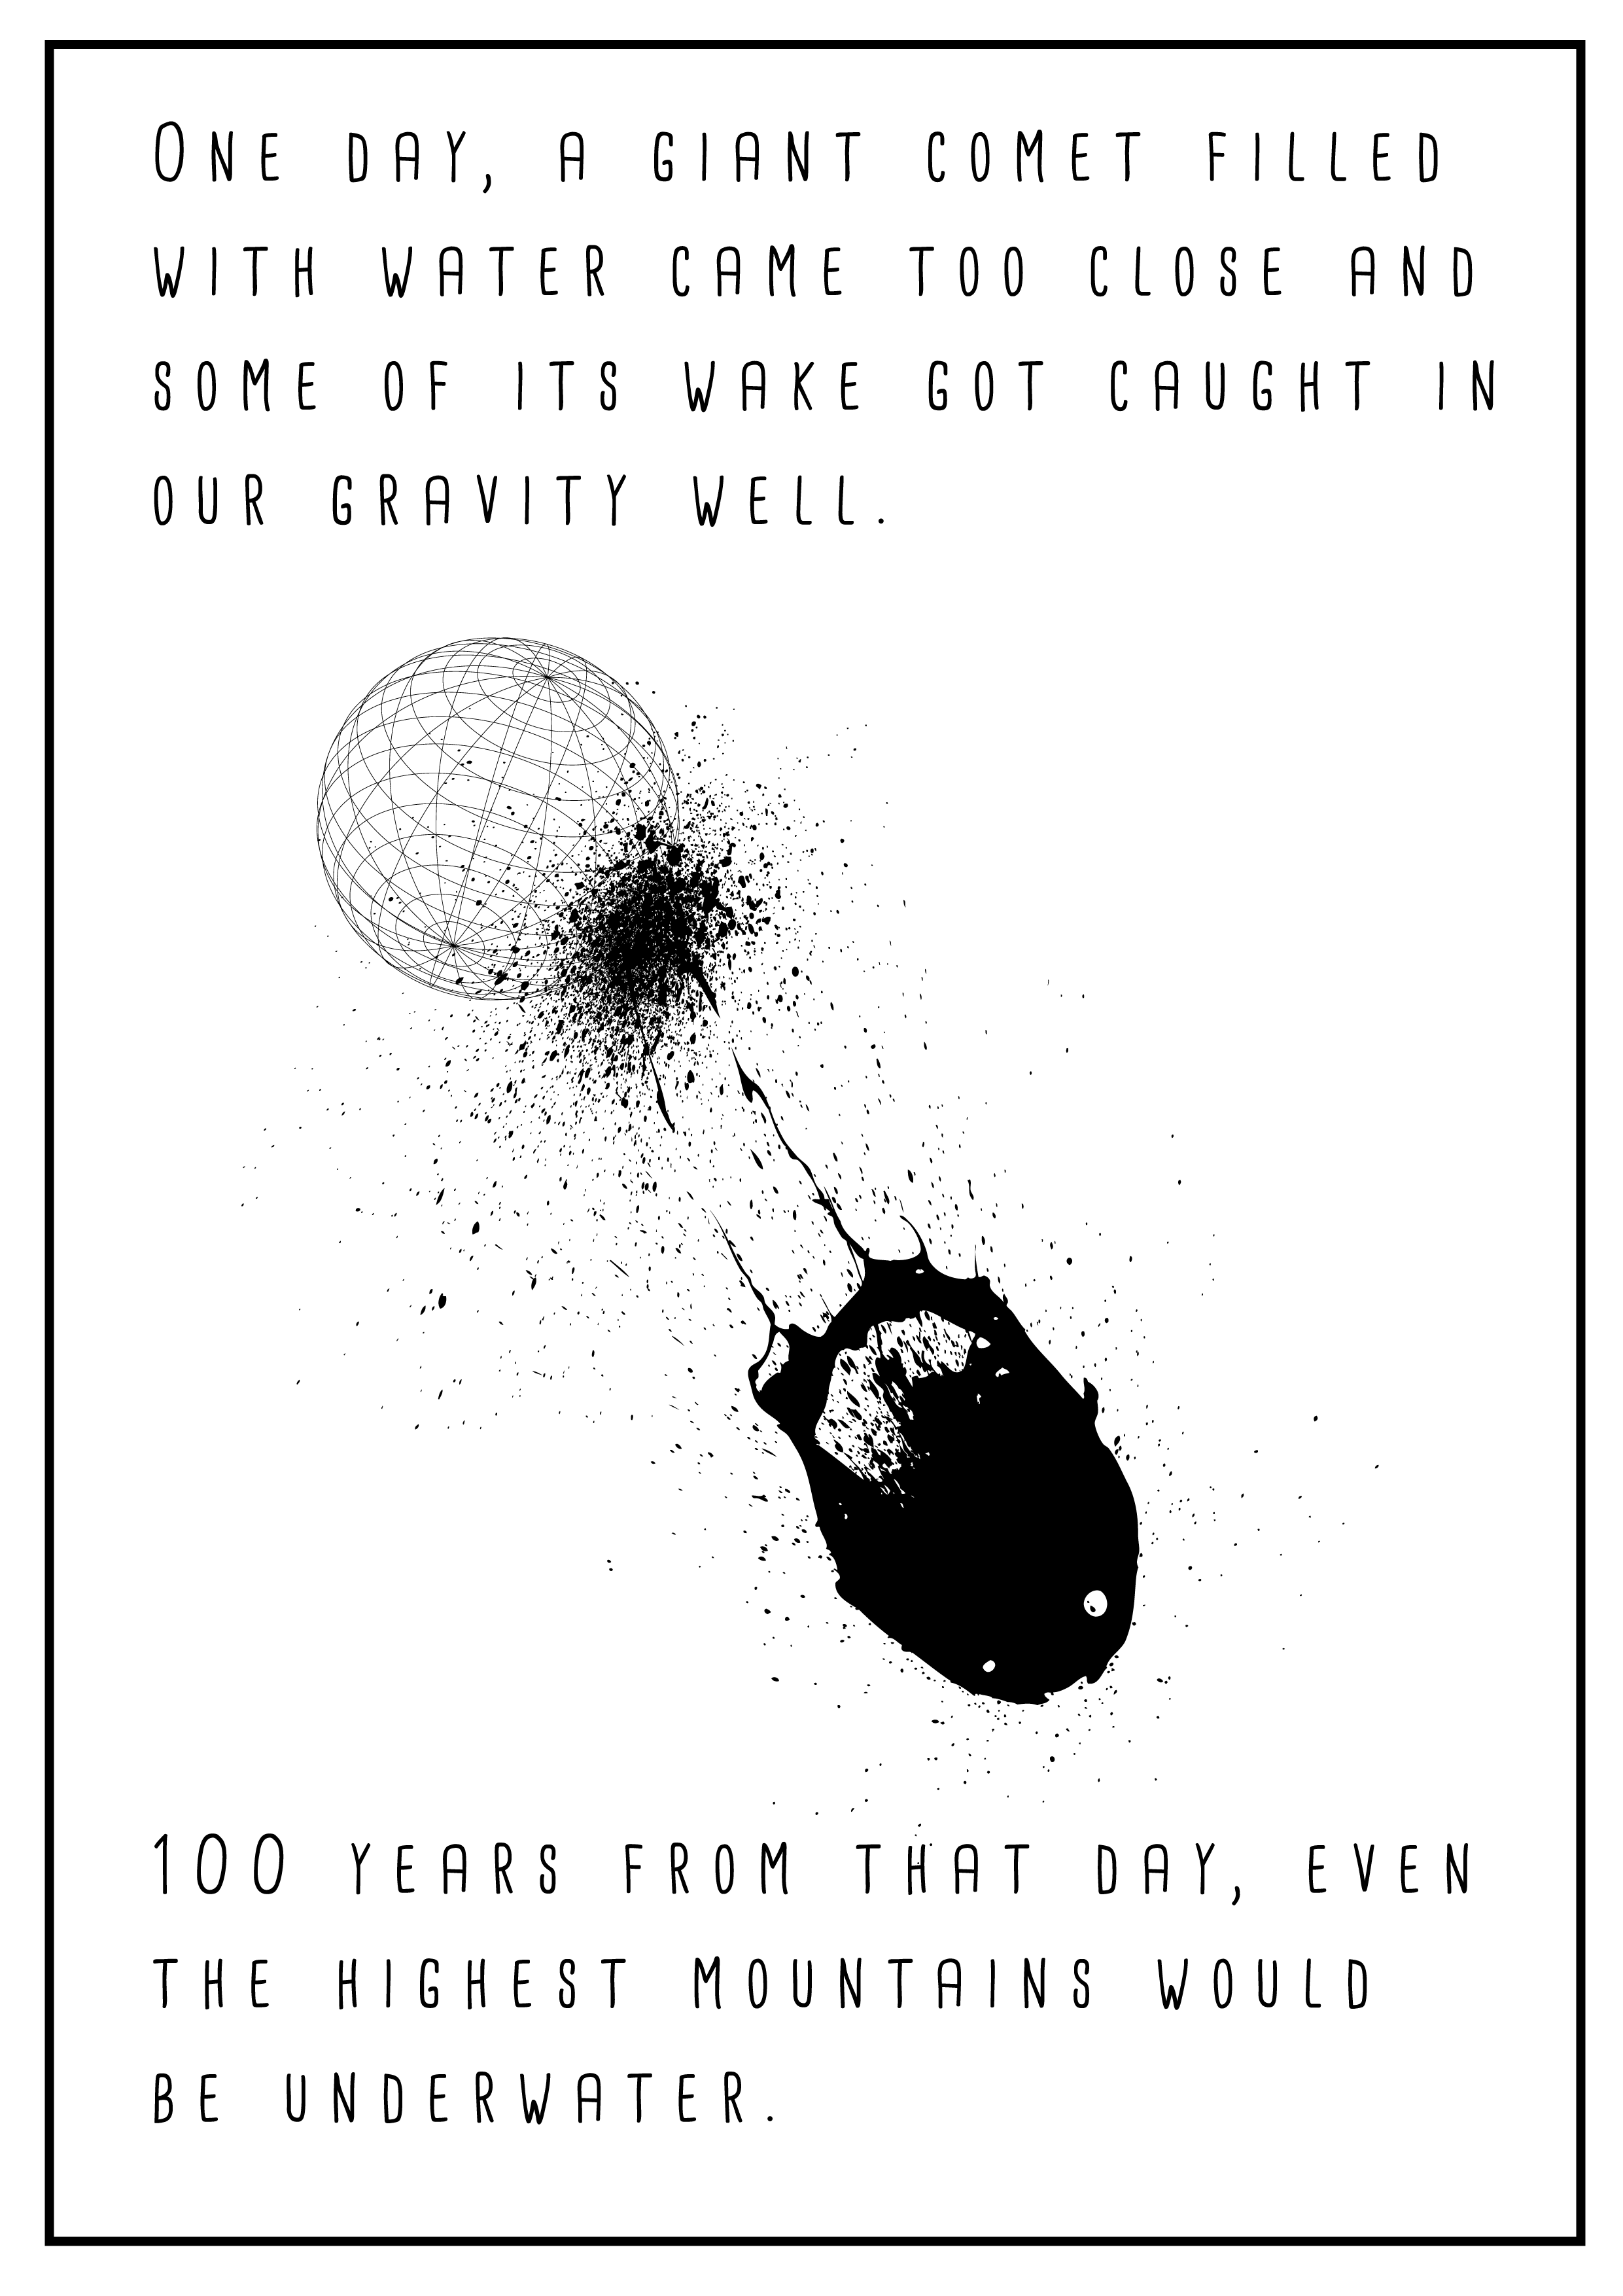 One day, a giant comet filled
with water came too close and
some of its wake got caught in
our gravity well.
100 years from that day, even
the highest mountains would
be underwater.